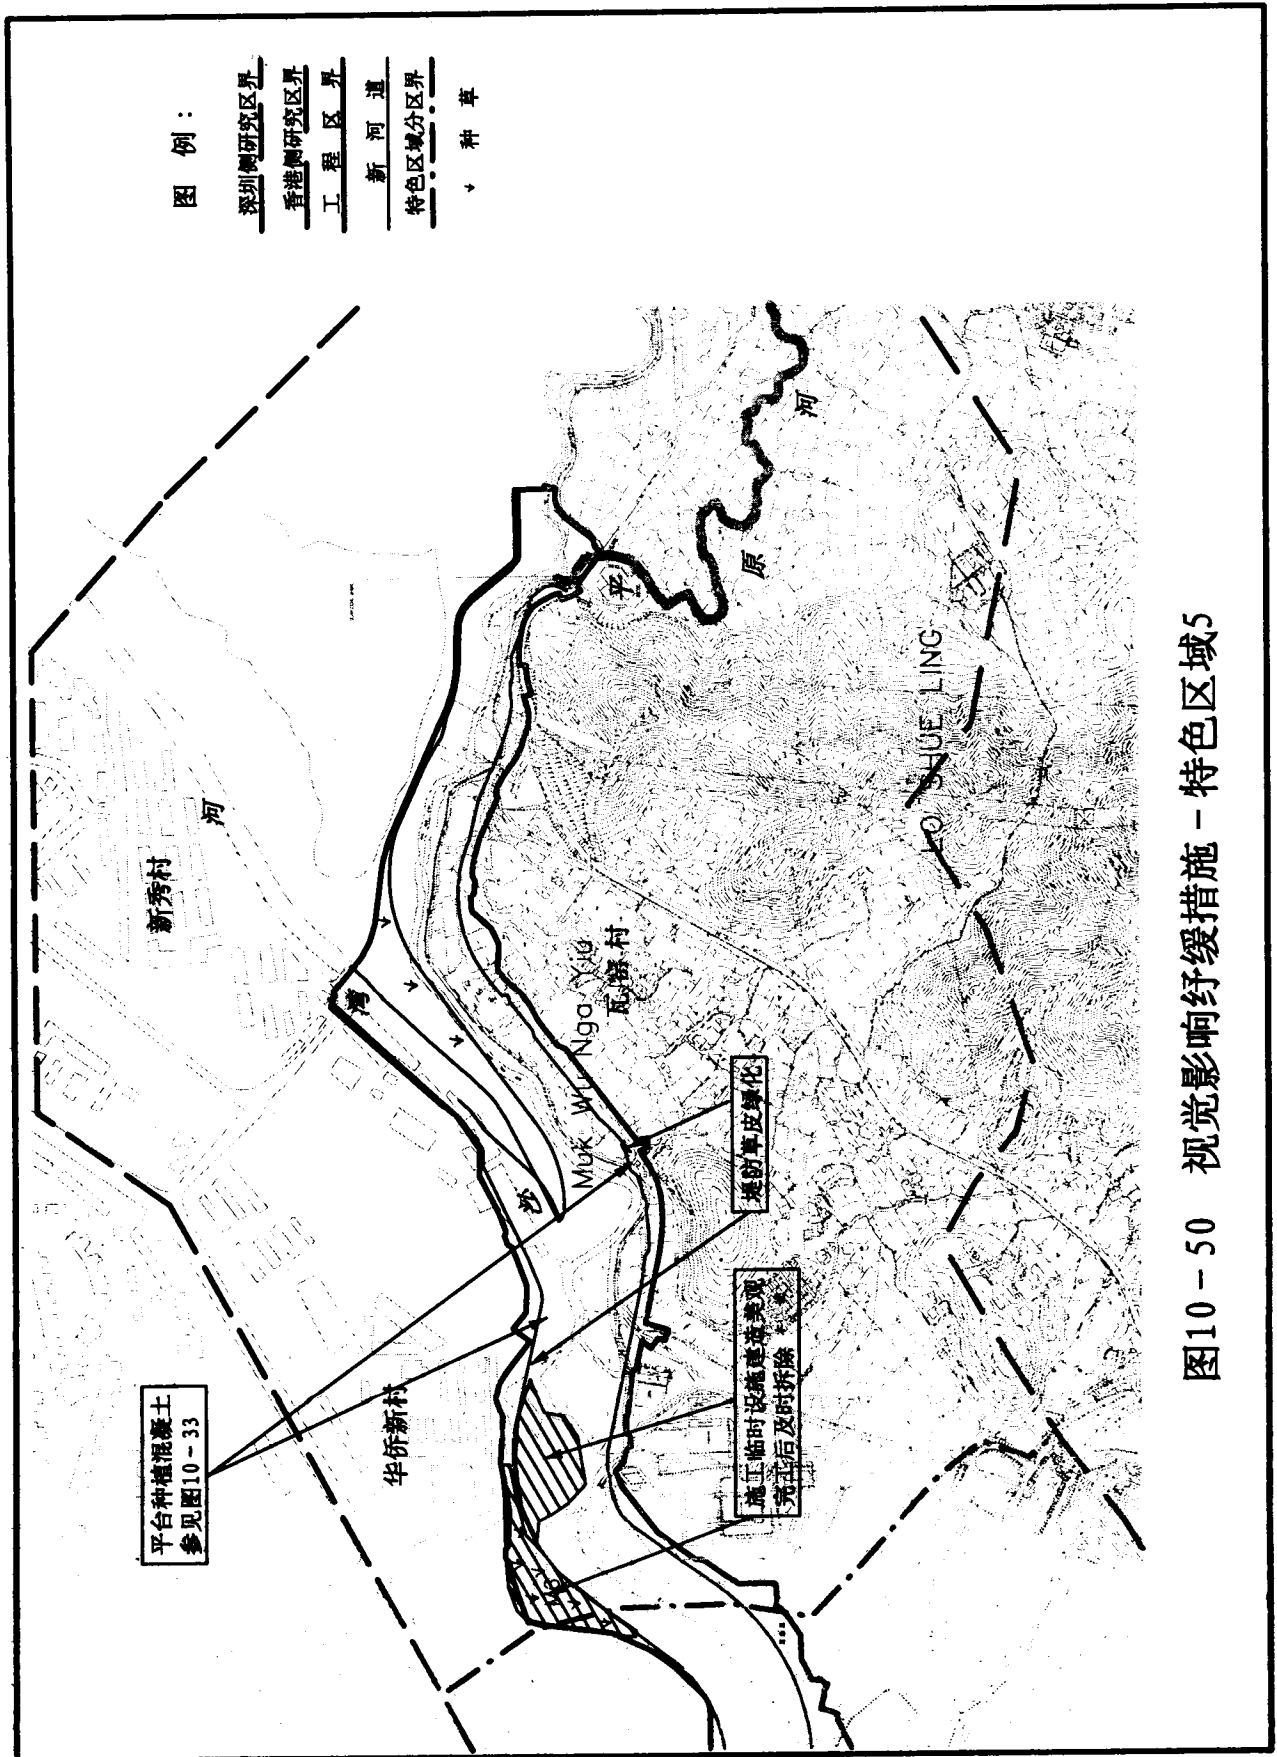 图 例：
深圳侧研究区界
香港侧研究区界
工 程 区 界
新 河 道
特色区域分区界
种 草
新秀村
河
湾
沙
平
原
河
Muk Wu Nga Yiu
瓦窑村
LO SHUE LING
华侨新村
平台种植混凝土
参见图10-33
堤防草皮绿化
施工临时设施建造美观
完工后及时拆除
图10-50 视觉影响纾缓措施-特色区域5